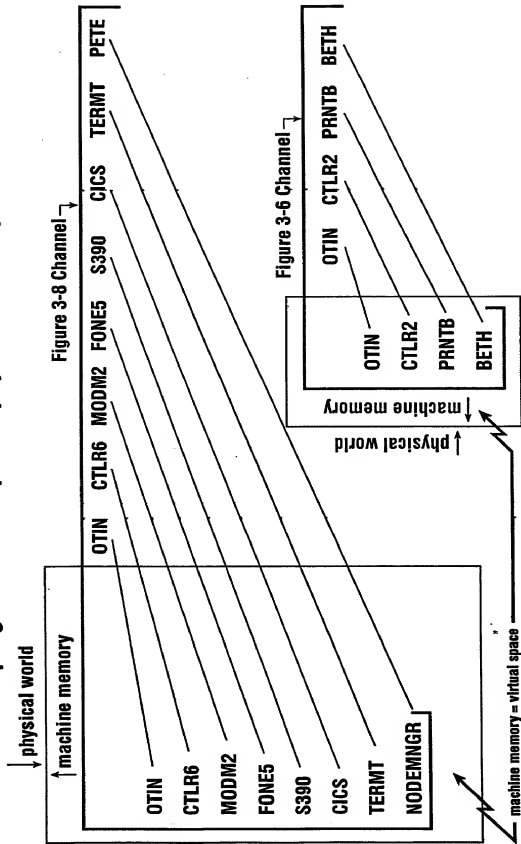 physical world
machine memory
Figure 3-8 Channel
OTIN CTLR6 MODM2 FONE5 S390 CICS TERMT PETE
OTIN
CTLR6
MODM2
FONE5
S390
CICS
TERMT
NODEMNGR
Figure 3-6 Channel
OTIN CTLR2 PRNTB BETH
OTIN
CTLR2
PRNTB
BETH
machine memory
physical world
machine memory = virtual space